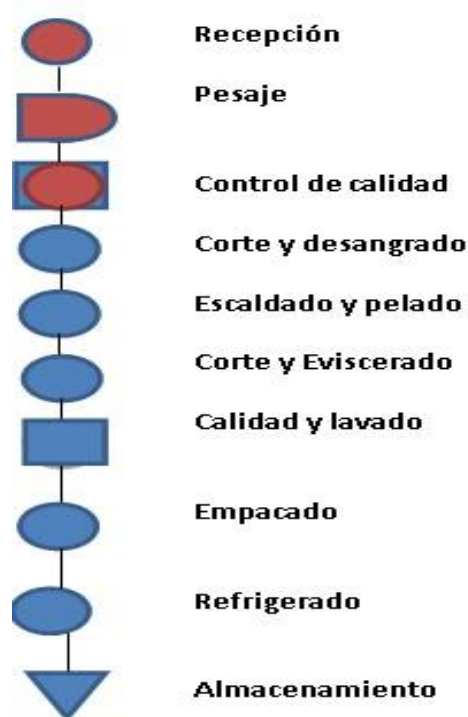 Recepción
Pesaje
Control de calidad
Corte y desangrado
Escaldado y pelado
Corte y Eviscerado
Calidad y lavado
Empacado
Refrigerado
Almacenamiento